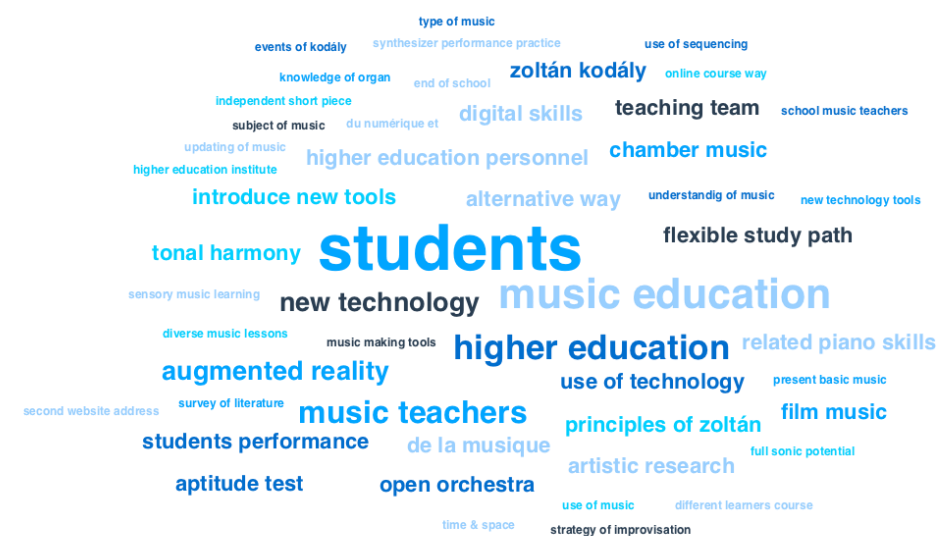 type of music
events of kodály
synthesizer performance practice
use of sequencing
knowledge of organ
end of school
zoltán kodály
online course way
independent short piece
digital skills
teaching team
school music teachers
subject of music
du numérique et
updating of music
higher education personnel
chamber music
higher education institute
introduce new tools
alternative way
understandig of music
new technology tools
tonal harmony
students
flexible study path
sensory music learning
new technology
music education
diverse music lessons
music making tools
higher education
related piano skills
augmented reality
use of technology
present basic music
second website address
survey of literature
music teachers
principles of zoltán
film music
students performance
de la musique
artistic research
full sonic potential
aptitude test
open orchestra
use of music
different learners course
time & space
strategy of improvisation